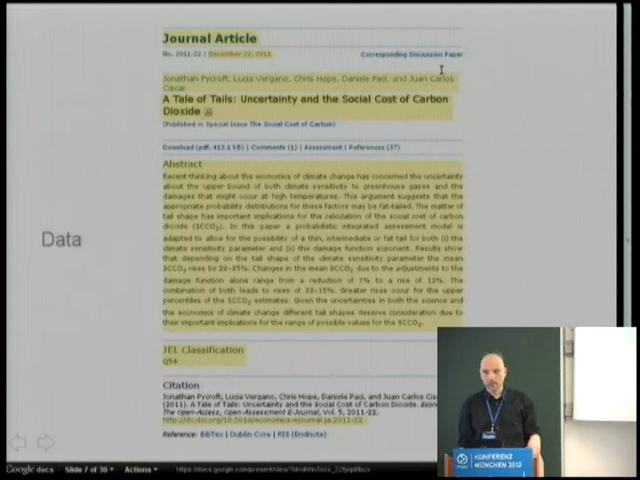 Journal Article
No. 2011-22 | December 22, 2011
Corresponding Discussion Paper
Jonathan Pycroft, Lucia Vergano, Chris Hope, Daniele Paci, and Juan Carlos
Ciscar
A Tale of Tails: Uncertainty and the Social Cost of Carbon
Dioxide
(Published in Special Issue The Social Cost of Carbon)
Download (pdf, 413.1 kB) | Comments (1) | Assessment | References (37)
Abstract
Recent thinking about the economics of climate change has concerned the uncertainty
about the upper bound of both climate sensitivity to greenhouse gases and the
damages that might occur at high temperatures. This argument suggests that the
appropriate probability distributions for these factors may be fat-tailed. The matter of
tail shape has important implications for the calculation of the social cost of carbon
dioxide (SCCO2). In this paper a probabilistic integrated assessment model is
adapted to allow for the possibility of a thin, intermediate or fat tail for both (i) the
climate sensitivity parameter and (ii) the damage function exponent. Results show
that depending on the tail shape of the climate sensitivity parameter the mean
SCCO2 rises by Changes in the mean SCCO2 due to the adjustments to the
damage function alone range from a reduction of 7% to a rise of 12%. The
combination of both leads to rises of Greater rises occur for the upper
percentiles of the SCCO2 estimates. Given the uncertainties in both the science and
the economics of climate change different tail shapes deserve consideration due to
their important implications for the range of possible values for the SCCO2.
Data
JEL Classification
Q54
Citation
Jonathan Pycroft, Lucia Vergano, Chris Hope, Daniele Paci, and Juan Carlos
(2011). A Tale of Tails: Uncertainty and the Social Cost of Carbon Dioxide.
The Open-Access, Open-Assessment E-Journal, Vol. 5, 2011-22.
http://dx.doi.org/10.5018/economics-ejournal.ja.2011-22
Reference: BibTex | Dublin Core | RIS (Endnote)
Google docs Slide 7 of 30 Actions
KONFERENZ
MÜNCHEN 2012